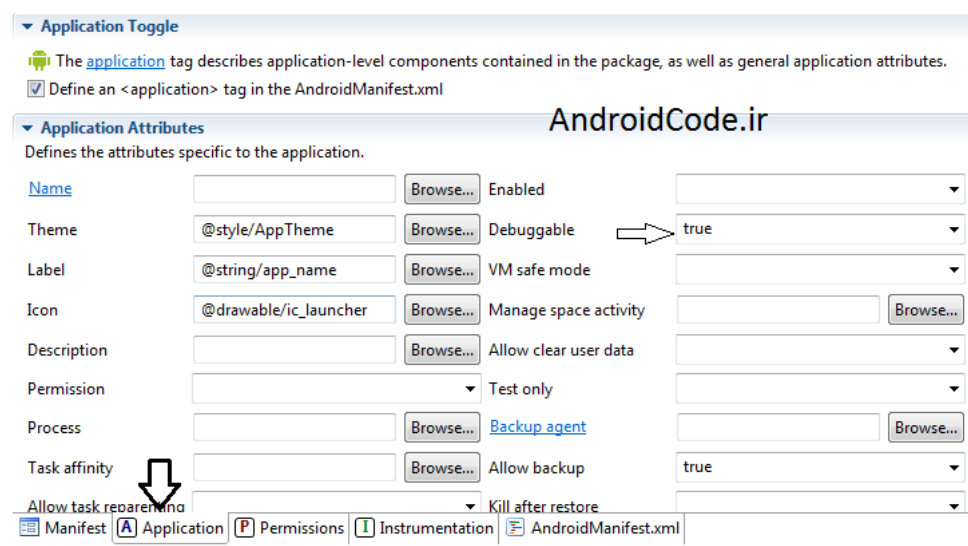 Application Toggle
The application tag describes application-level components contained in the package, as well as general application attributes.
Define an <application> tag in the AndroidManifest.xml
AndroidCode.ir
Application Attributes
Defines the attributes specific to the application.
Name Browse... Enabled
Theme @style/AppTheme Browse... Debuggable true
Label @string/app_name Browse... VM safe mode
Icon @drawable/ic_launcher Browse... Manage space activity Browse...
Description Browse... Allow clear user data
Permission Test only
Process Browse... Backup agent Browse...
Task affinity Browse... Allow backup true
Allow task reparenting Kill after restore
Manifest A Application P Permissions I Instrumentation AndroidManifest.xml